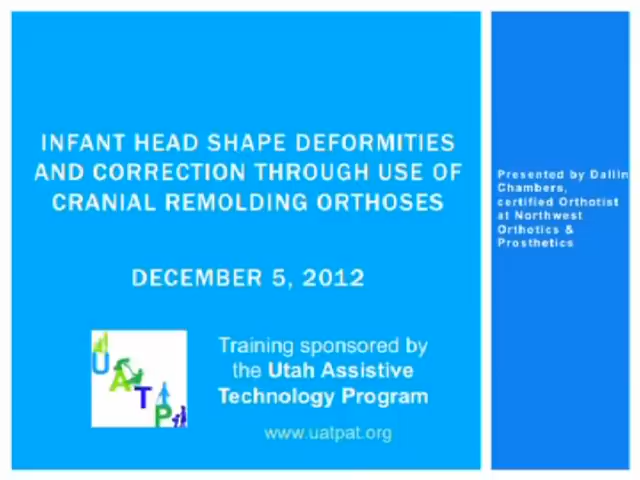 INFANT HEAD SHAPE DEFORMITIES
AND CORRECTION THROUGH USE OF
CRANIAL REMOLDING ORTHOSES
DECEMBER 5, 2012
Presented by Dallin
Chambers,
certified Orthotist
at Northwest
Orthotics &
Prosthetics
UATP
Training sponsored by
the Utah Assistive
Technology Program
www.uatpat.org